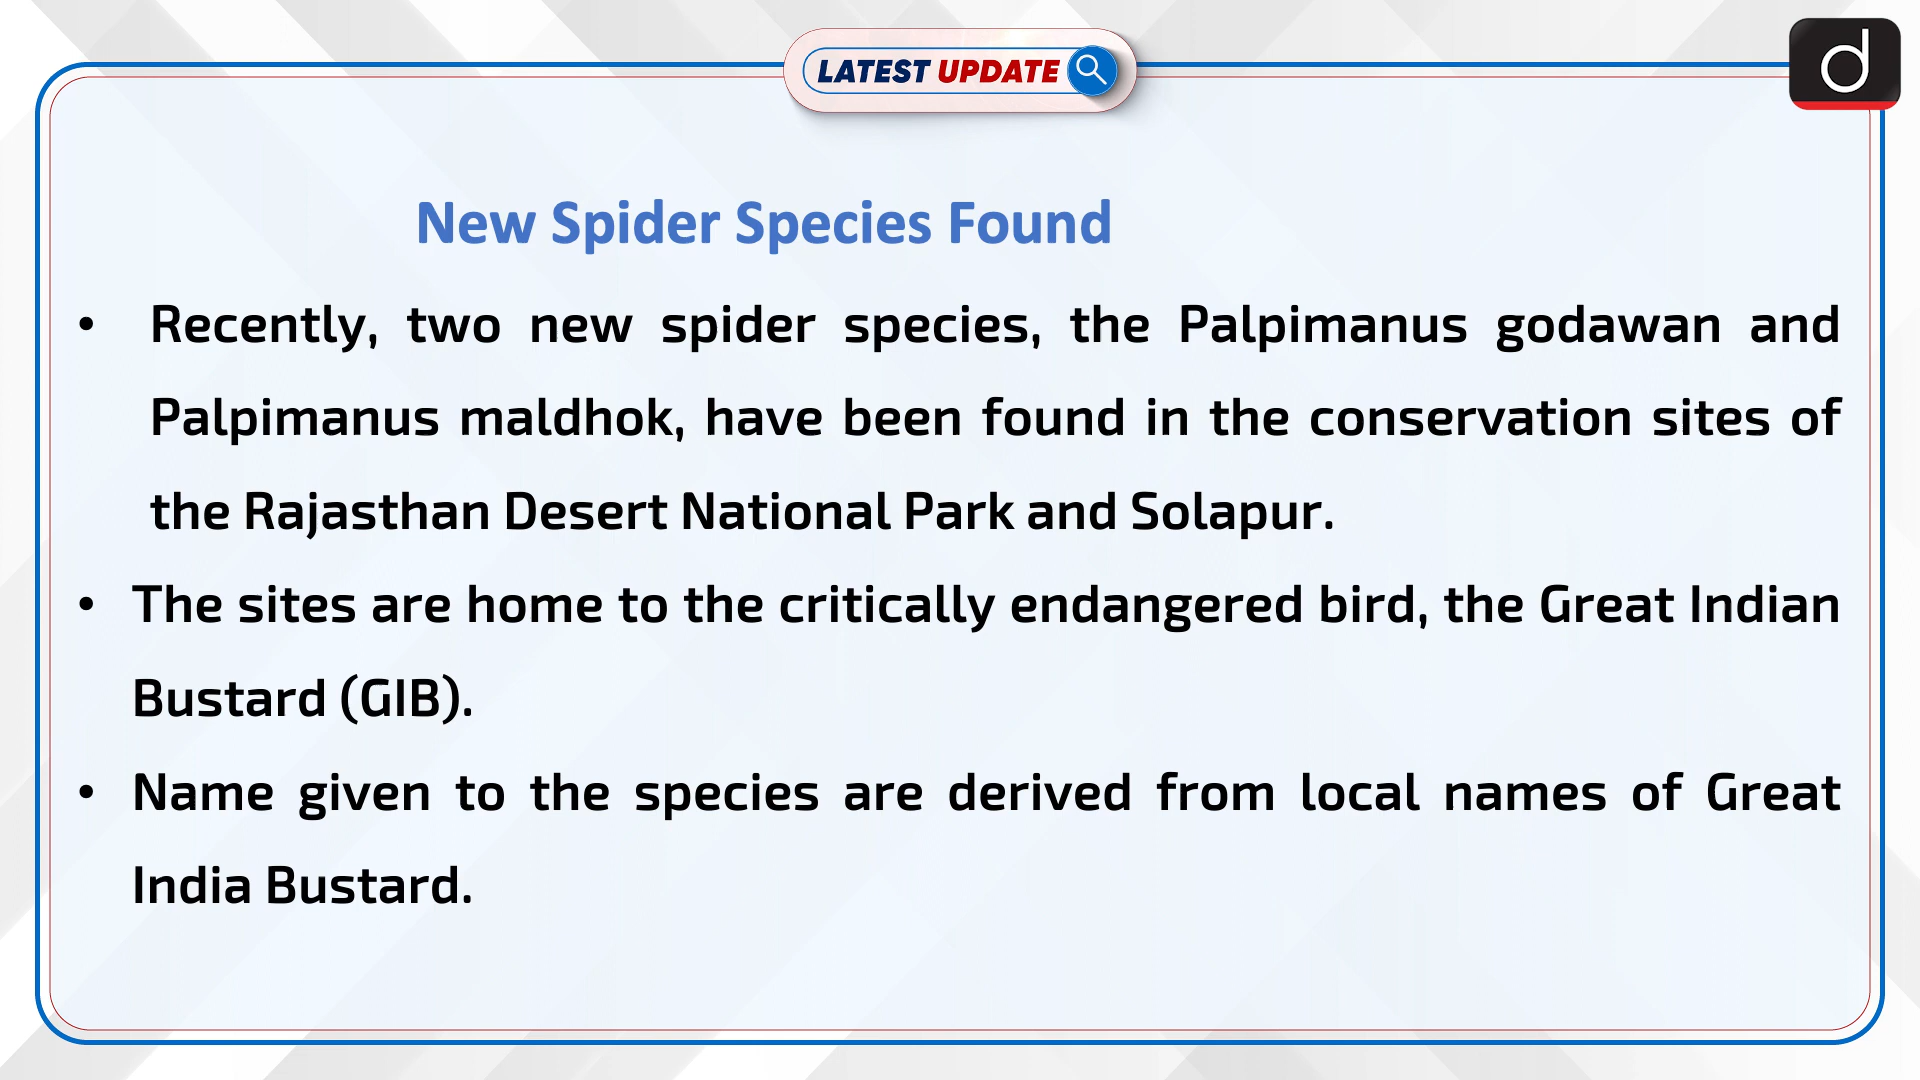 LATEST UPDATE
d
New Spider Species Found
• Recently, two new spider species, the Palpimanus godawan and
Palpimanus maldhok, have been found in the conservation sites of
the Rajasthan Desert National Park and Solapur.
• The sites are home to the critically endangered bird, the Great Indian
Bustard (GIB).
• Name given to the species are derived from local names of Great
India Bustard.